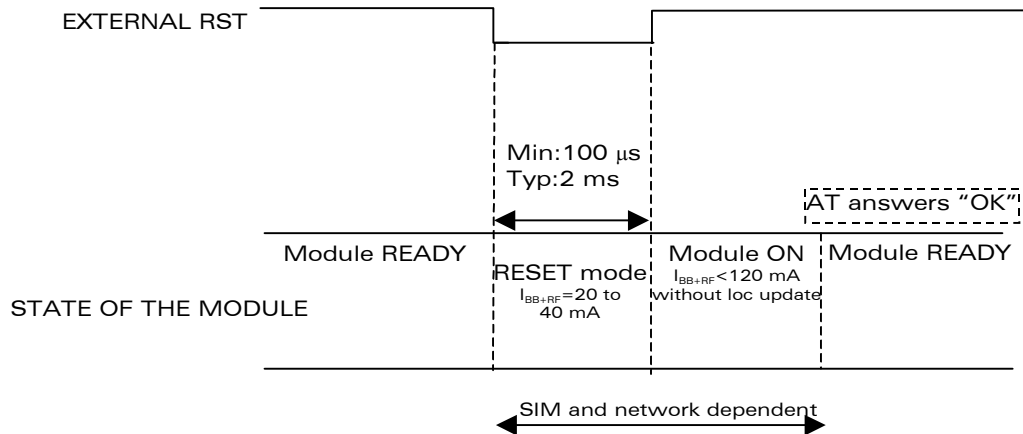 EXTERNAL RST
Min:100 μs
Typ:2 ms
AT answers “OK”
Module READY
RESET mode
I_BB+RF=20 to
40 mA
Module ON
I_BB+RF<120 mA
without loc update
Module READY
STATE OF THE MODULE
SIM and network dependent